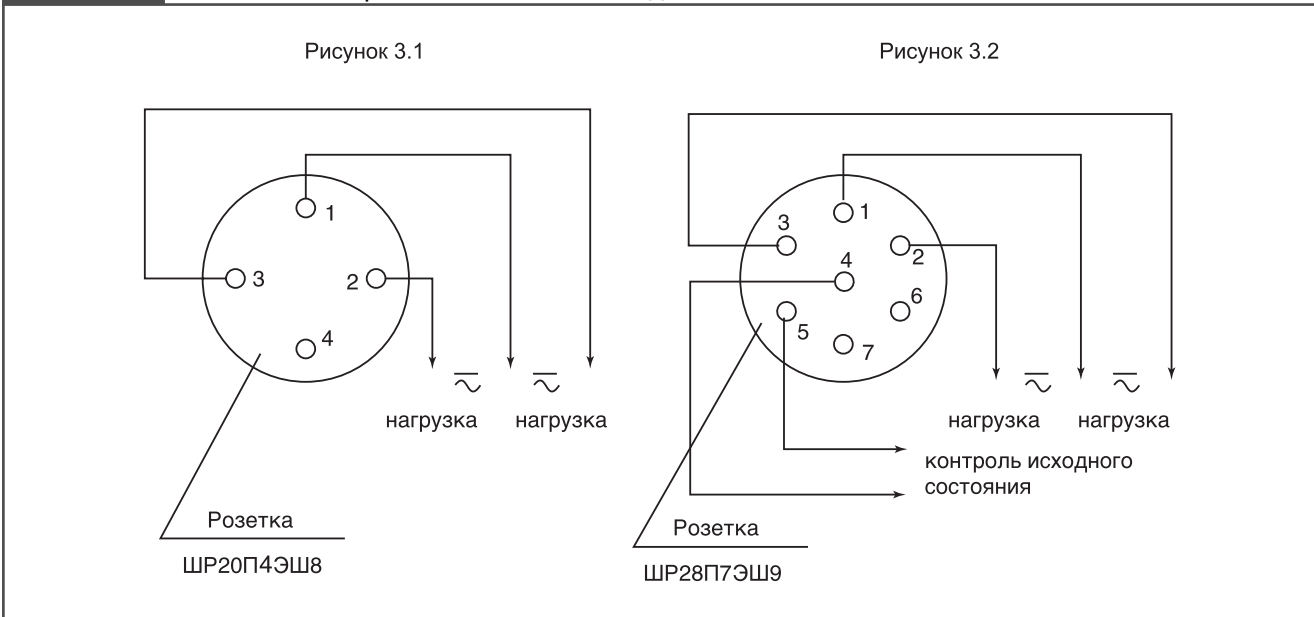 Рисунок 3.1
1
3
2
4
нагрузка нагрузка
Розетка
ШР20П4ЭШ8
Рисунок 3.2
3
1
2
4
6
5
7
нагрузка нагрузка
контроль исходного
состояния
Розетка
ШР28П7ЭШ9